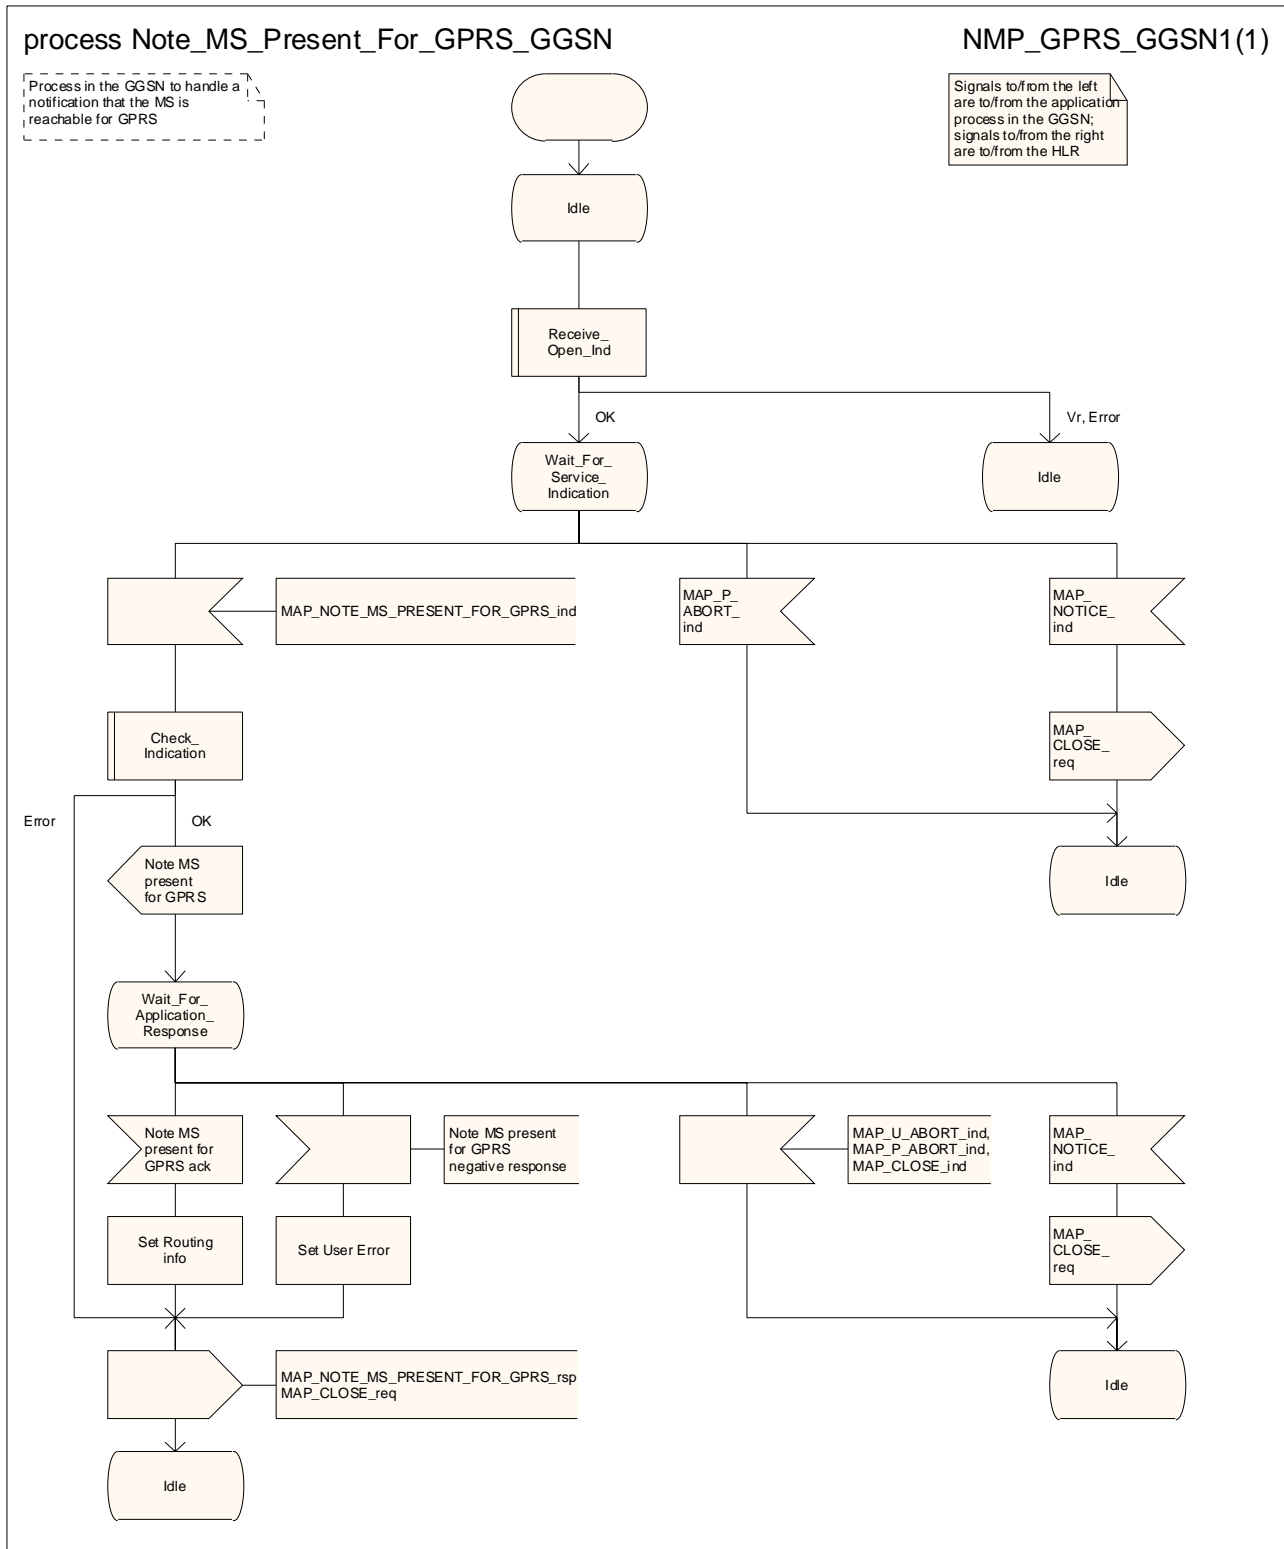 process Note_MS_Present_For_GPRS_GGSN
NMP_GPRS_GGSN1(1)
Process in the GGSN to handle a
notification that the MS is
reachable for GPRS
Signals to/from the left
are to/from the application
process in the GGSN;
signals to/from the right
are to/from the HLR
Idle
Receive_
Open_Ind
OK
Vr, Error
Wait_For_
Service_
Indication
Idle
MAP_NOTE_MS_PRESENT_FOR_GPRS_ind
MAP_P_
ABORT_
ind
MAP_
NOTICE_
ind
Check_
Indication
MAP_
CLOSE_
req
Error
OK
Note MS
present
for GPRS
Idle
Wait_For_
Application_
Response
Note MS
present for
GPRS ack
Note MS present
for GPRS
negative response
MAP_U_ABORT_ind,
MAP_P_ABORT_ind,
MAP_CLOSE_ind
MAP_
NOTICE_
ind
Set Routing
info
Set User Error
MAP_
CLOSE_
req
MAP_NOTE_MS_PRESENT_FOR_GPRS_rsp
MAP_CLOSE_req
Idle
Idle